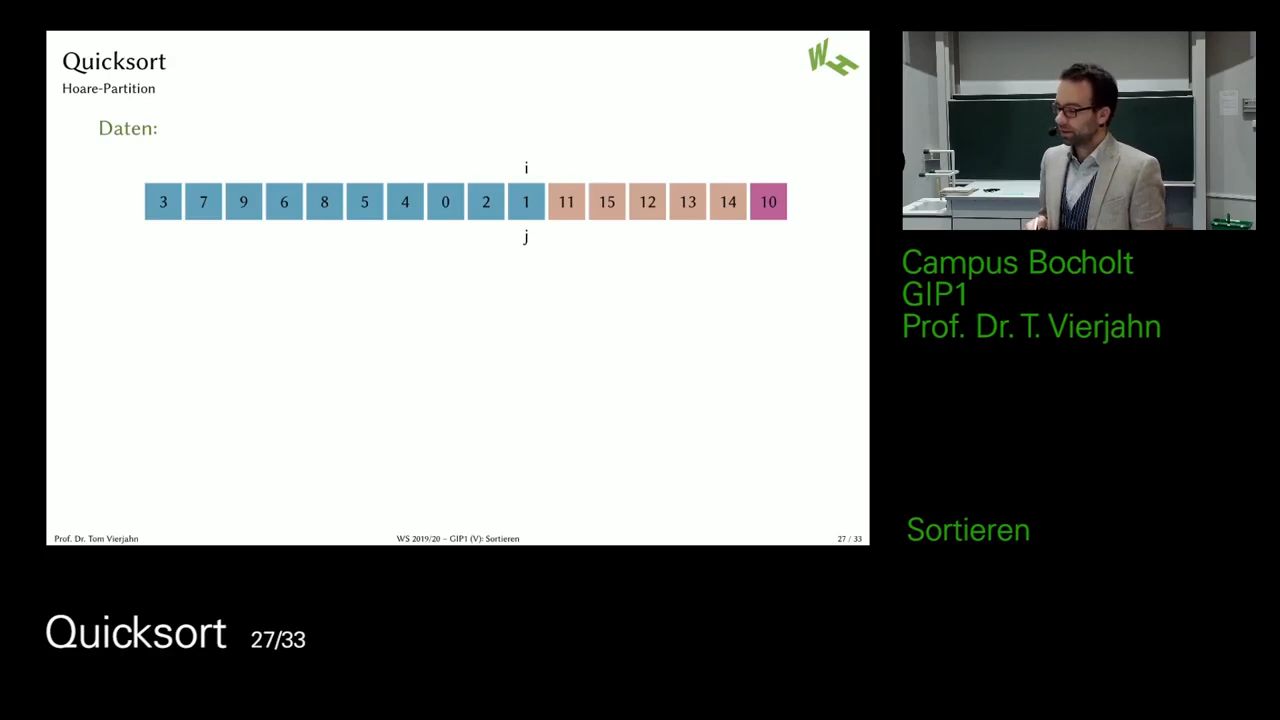 Quicksort
Hoare-Partition
WH
Daten:
i
3 7 9 6 8 5 4 0 2 1 11 15 12 13 14 10
j
Prof. Dr. Tom Vierjahn WS 2019/20 – GIP1 (V): Sortieren 27 / 33
Campus Bocholt
GIP1
Prof. Dr. T. Vierjahn
Sortieren
Quicksort 27/33